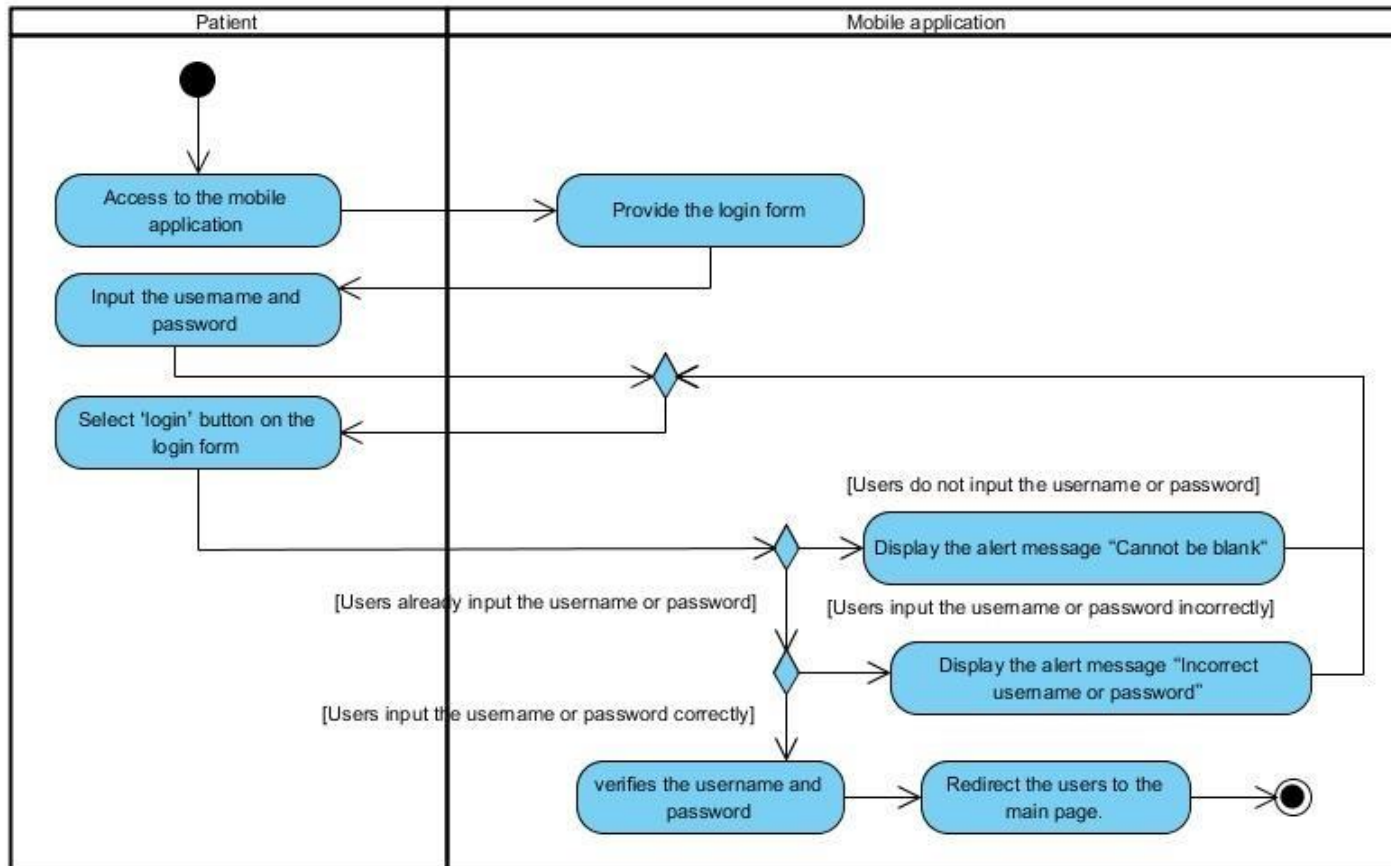 Patient
Mobile application
Access to the mobile
application
Provide the login form
Input the username and
password
Select ‘login’ button on the
login form
[Users do not input the username or password]
Display the alert message “Cannot be blank“
[Users already input the username or password]
[Users input the username or password incorrectly]
Display the alert message “Incorrect
username or password”
[Users input the username or password correctly]
verifies the username and
password
Redirect the users to the
main page.